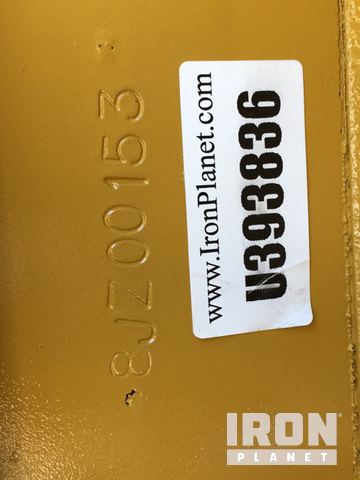 8JZ00153
www.IronPlanet.com
U393836
IRON
PLANET